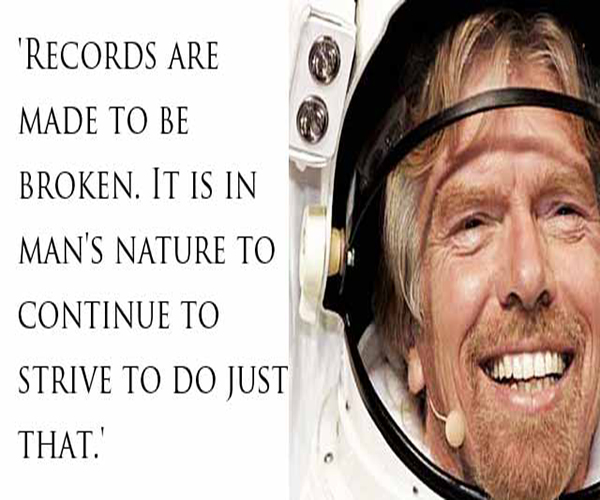 'Records are
made to be
broken. It is in
man's nature to
continue to
strive to do just
that.'